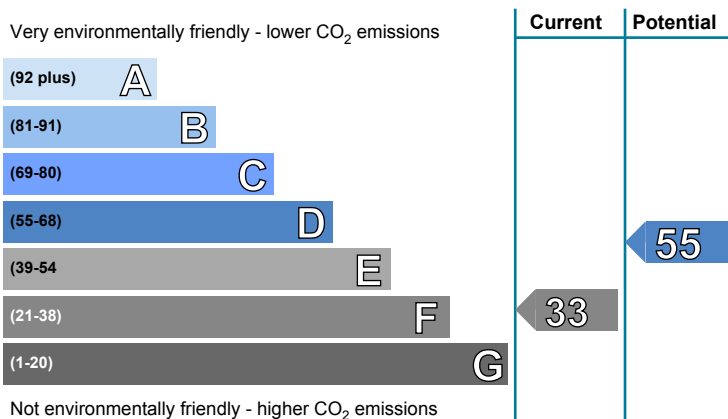 Very environmentally friendly - lower CO₂ emissions
Current
Potential
(92 plus) A
(81-91) B
(69-80) C
(55-68) D
55
(39-54 E
(21-38) F
33
(1-20) G
Not environmentally friendly - higher CO₂ emissions